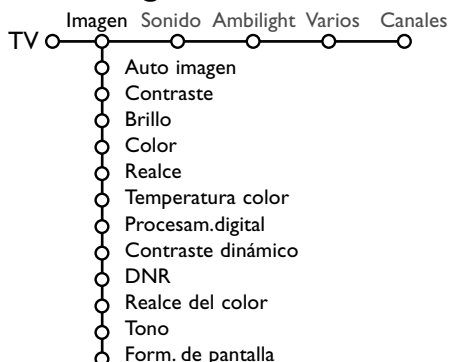 Imagen Sonido Ambilight Varios Canales
TV
Auto imagen
Contraste
Brillo
Color
Realce
Temperatura color
Procesam.digital
Contraste dinámico
DNR
Realce del color
Tono
Form. de pantalla